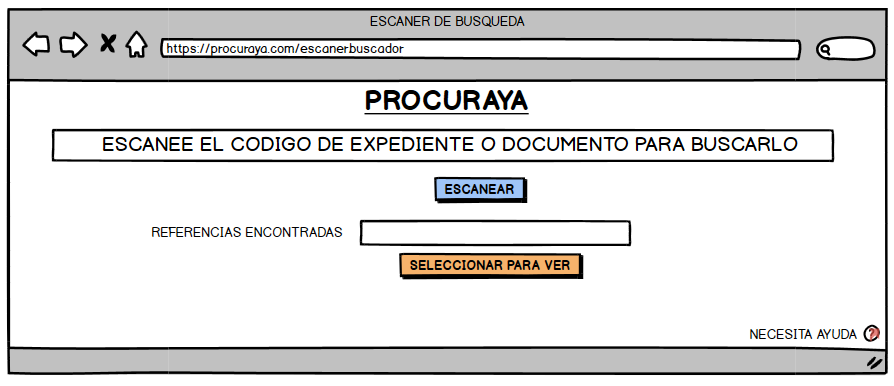 ESCANER DE BUSQUEDA
https://procuraya.com/escanerbuscador
PROCURAYA
ESCANEE EL CODIGO DE EXPEDIENTE O DOCUMENTO PARA BUSCARLO
ESCANEAR
REFERENCIAS ENCONTRADAS
SELECCIONAR PARA VER
NECESITA AYUDA ?